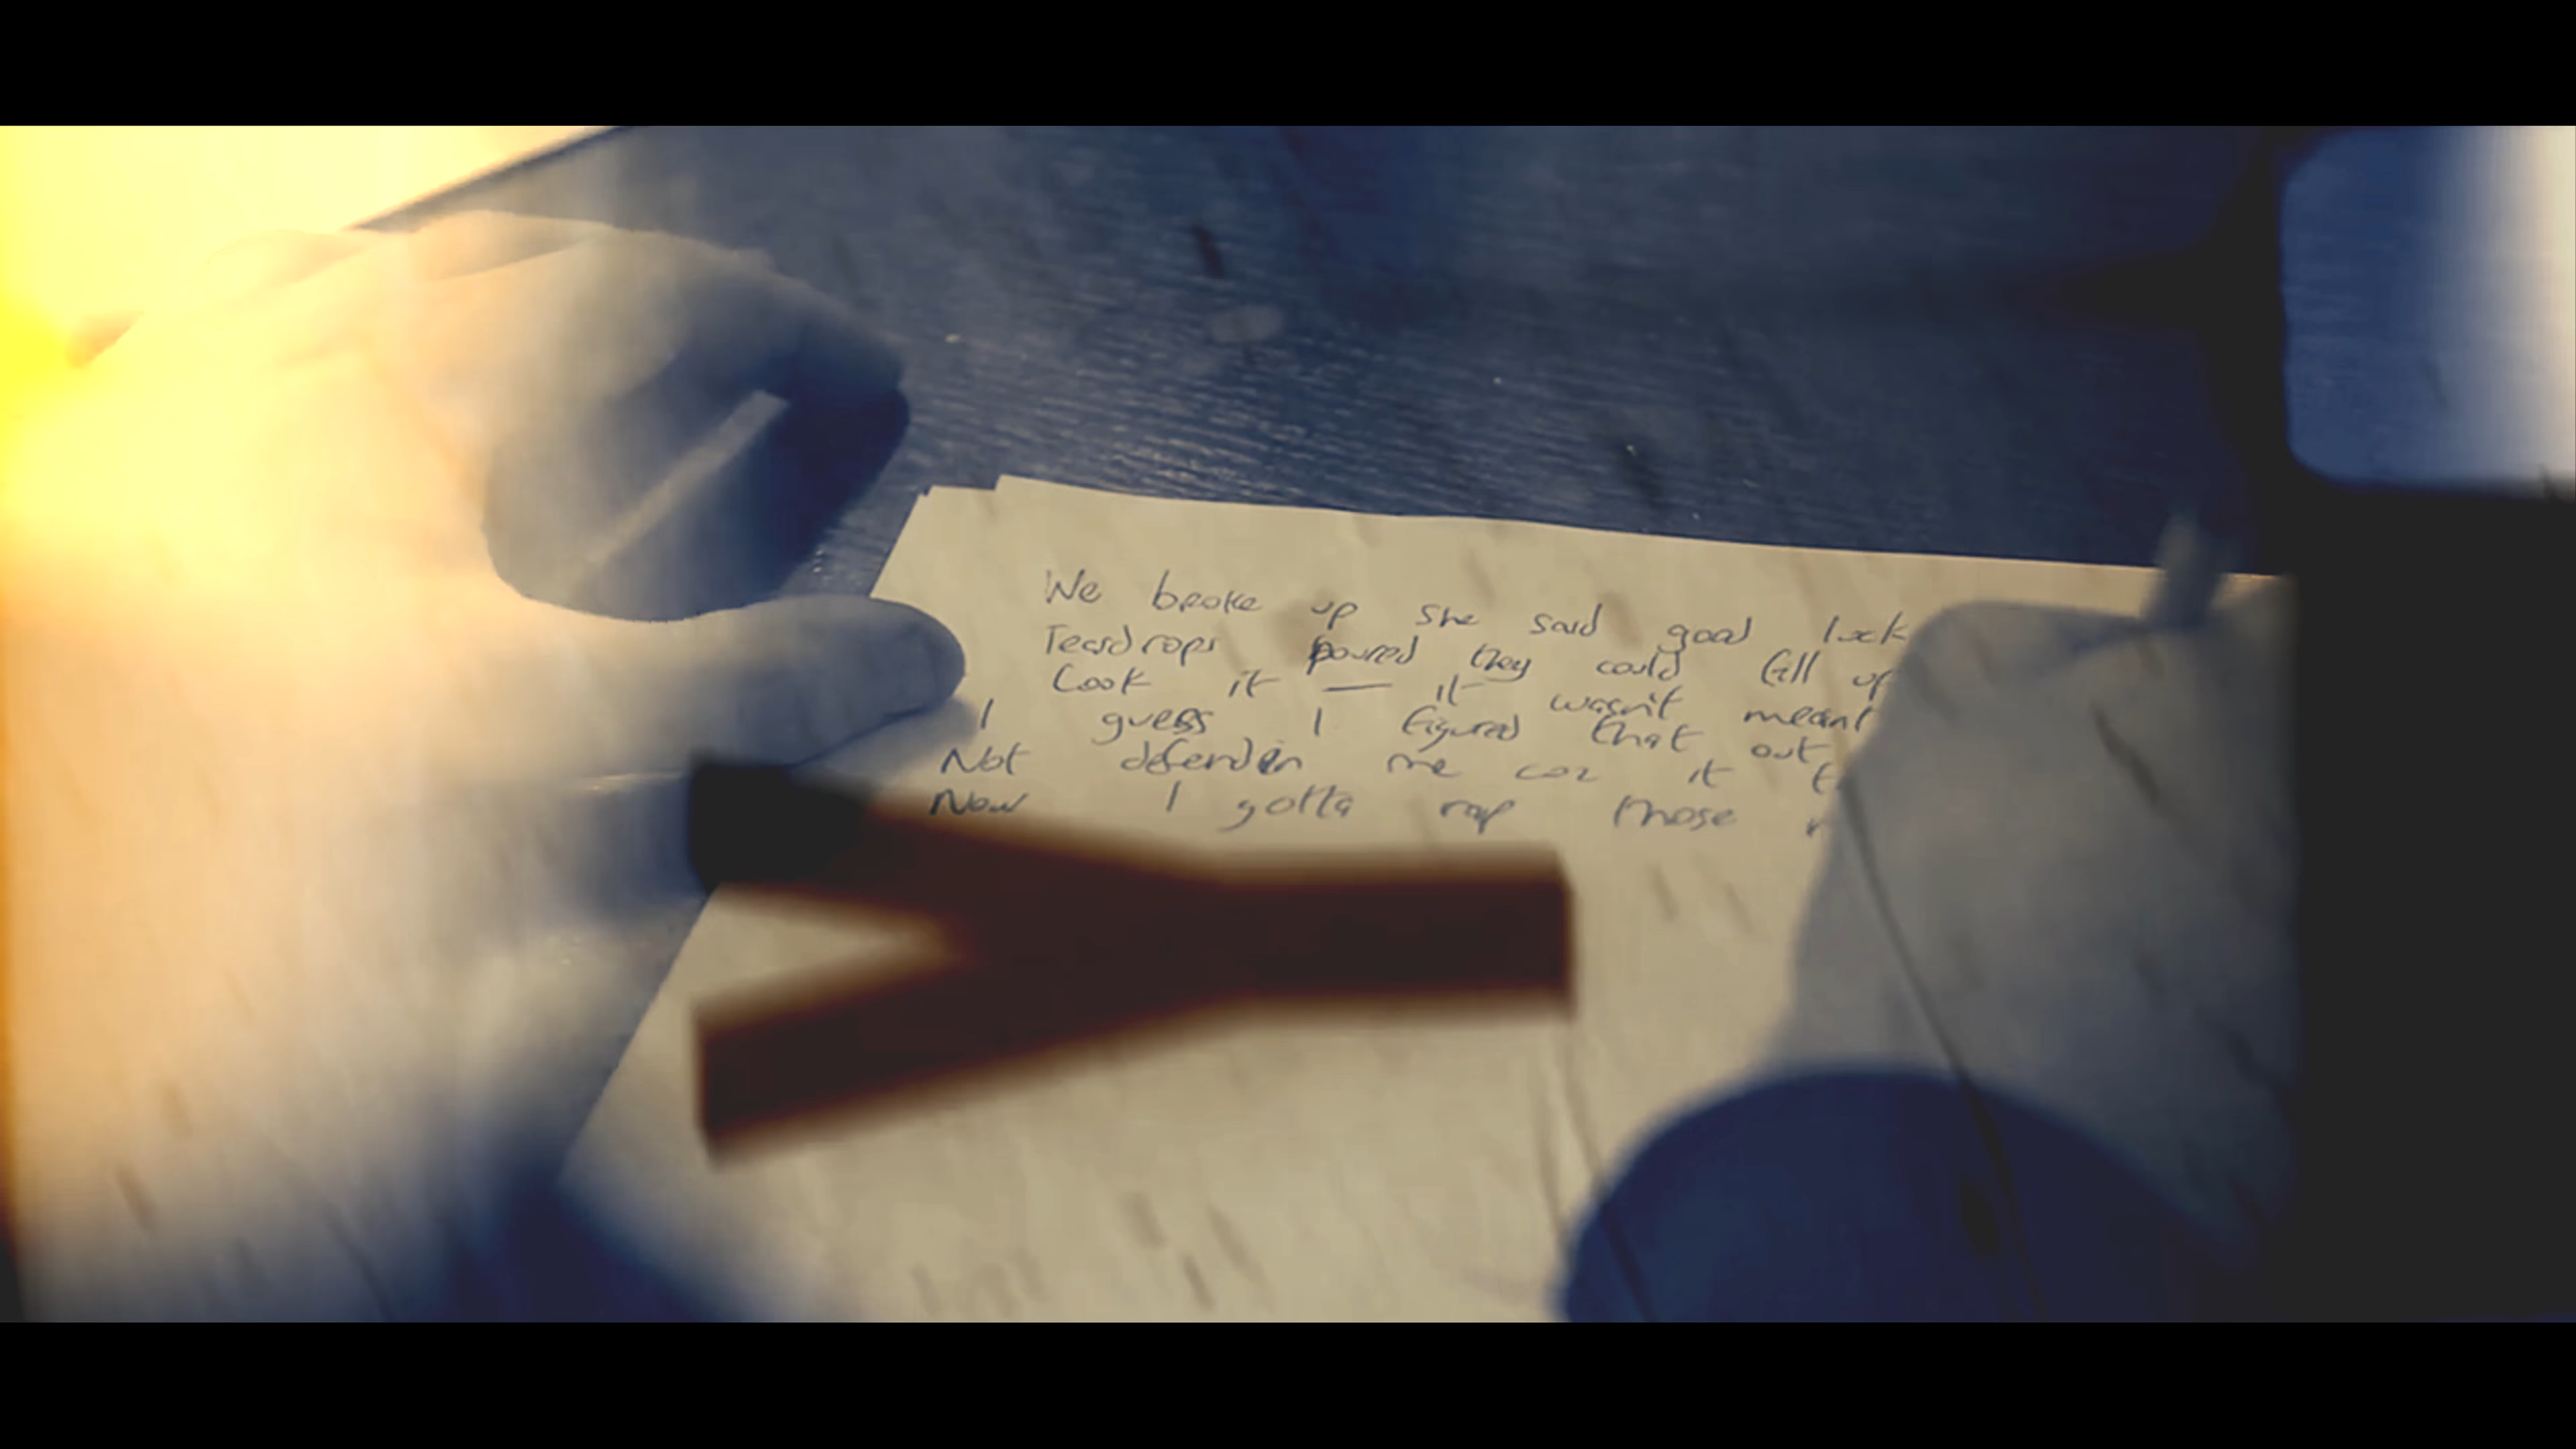 We broke up she said good luck
Teardrops poured they could fill up
Look it — it wasn't meant
I guess I figured that out
Not defendin me coz it
Now I gotta rap those
Y